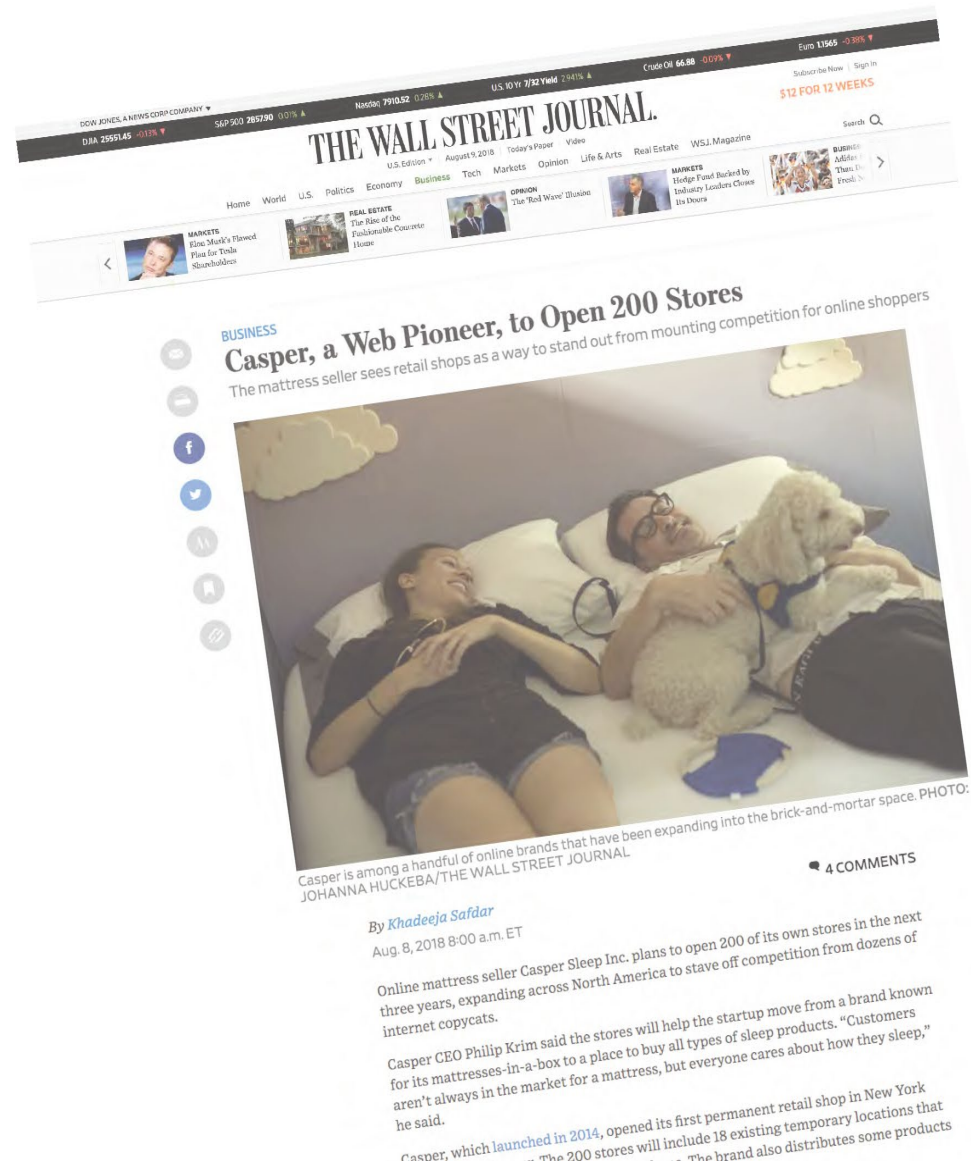 DOW JONES, A NEWS CORP COMPANY ▼
DJIA 25551.45 -0.13% ▼ S&P 500 2857.90 0.01% ▲ Nasdaq 7910.52 0.28% ▲ U.S. 10 Yr 7/32 Yield 2.941% ▲ Crude Oil 66.88 -0.09% ▼ Euro 1.1565 -0.38% ▼
THE WALL STREET JOURNAL.
Subscribe Now | Sign In
$12 FOR 12 WEEKS
U.S. Edition ▼ | August 9, 2018 | Today's Paper | Video
Home World U.S. Politics Economy Business Tech Markets Opinion Life & Arts Real Estate WSJ. Magazine
Search
MARKETS
Elon Musk's Flawed
Plan for Tesla
Shareholders
REAL ESTATE
The Rise of the
Fashionable Concrete
Home
OPINION
The 'Red Wave' Illusion
MARKETS
Hedge Fund Backed by
Industry Leaders Closes
Its Doors
Adidas
Than
BUSINESS
Casper, a Web Pioneer, to Open 200 Stores
The mattress seller sees retail shops as a way to stand out from mounting competition for online shoppers
Casper is among a handful of online brands that have been expanding into the brick-and-mortar space. PHOTO:
JOHANNA HUCKEBA/THE WALL STREET JOURNAL
4 COMMENTS
By Khadeeja Safdar
Aug. 8, 2018 8:00 a.m. ET
Online mattress seller Casper Sleep Inc. plans to open 200 of its own stores in the next
three years, expanding across North America to stave off competition from dozens of
internet copycats.
Casper CEO Philip Krim said the stores will help the startup move from a brand known
for its mattresses-in-a-box to a place to buy all types of sleep products. “Customers
aren’t always in the market for a mattress, but everyone cares about how they sleep,”
he said.
Casper, which launched in 2014, opened its first permanent retail shop in New York
The 200 stores will include 18 existing temporary locations that
The brand also distributes some products